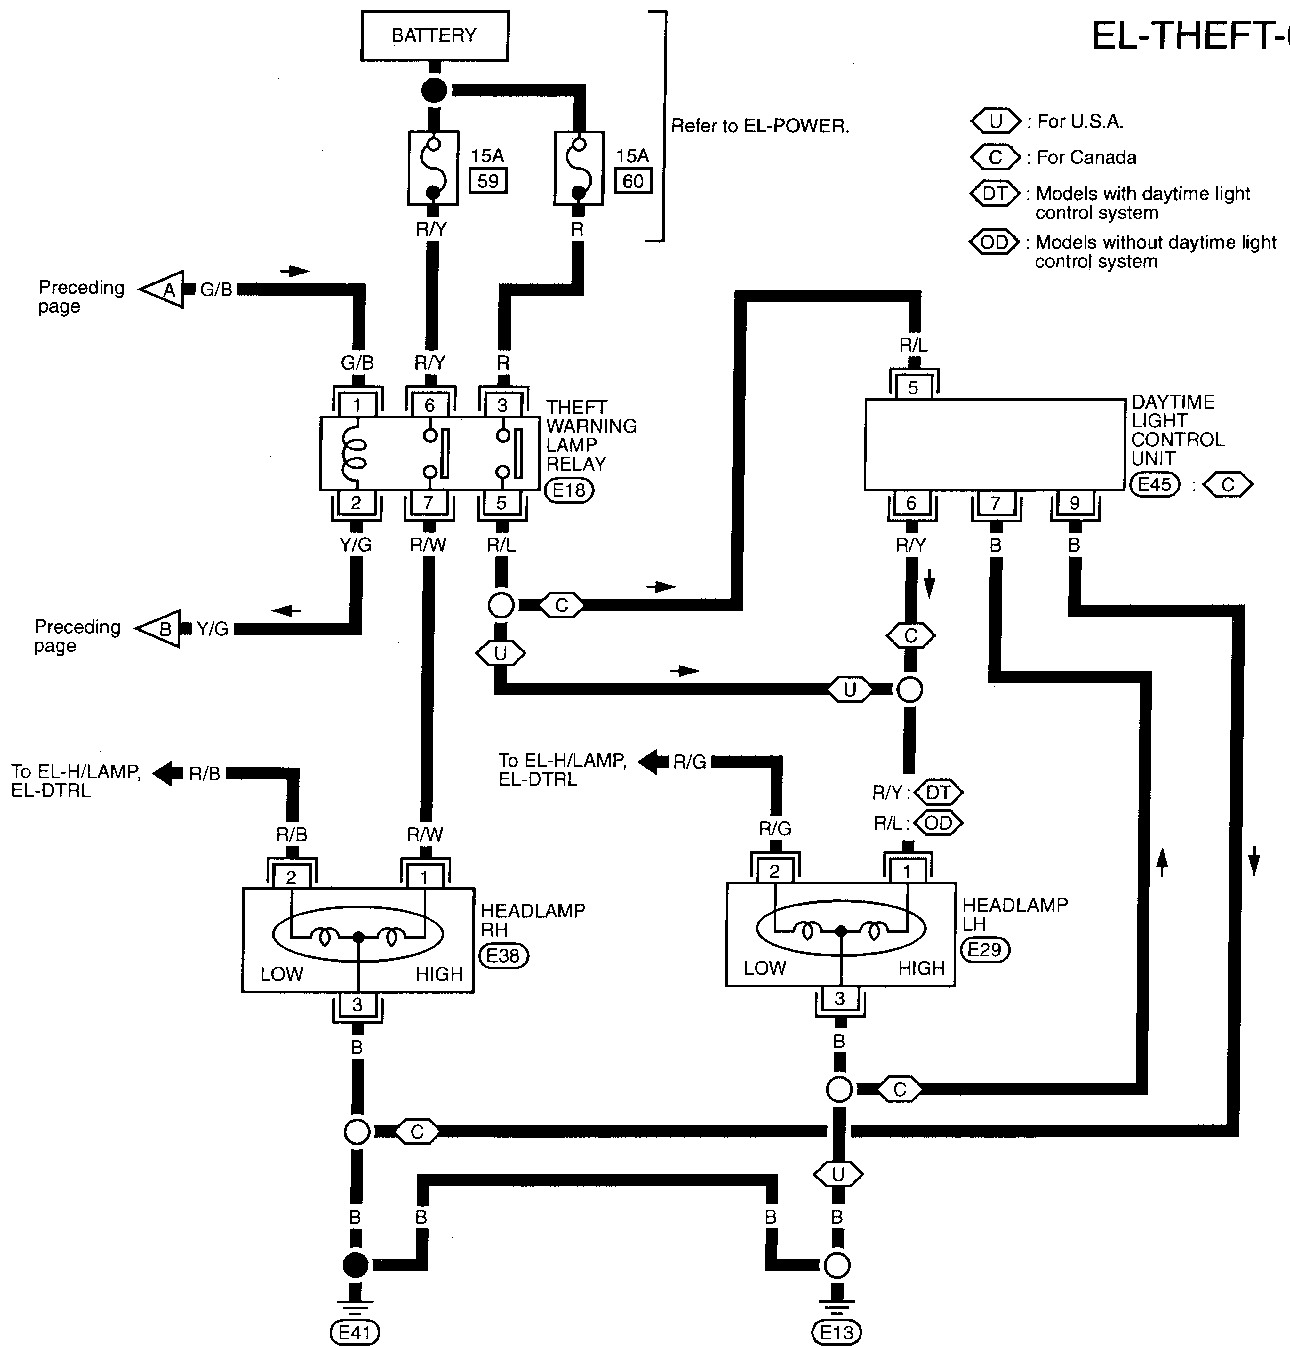 EL-THEFT-
BATTERY
Refer to EL-POWER.
U : For U.S.A.
C : For Canada
DT : Models with daytime light
control system
OD : Models without daytime light
control system
15A
59
15A
60
R/Y
R
Preceding
page
A
G/B
G/B
R/Y
R
1
6
3
THEFT
WARNING
LAMP
RELAY
E18
2
7
5
Y/G
R/W
R/L
R/L
5
DAYTIME
LIGHT
CONTROL
UNIT
E45 : C
6
7
9
R/Y
B
B
C
C
U
U
Preceding
page
B
Y/G
To EL-H/LAMP,
EL-DTRL
R/B
R/B
R/W
To EL-H/LAMP,
EL-DTRL
R/G
R/G
R/Y : DT
R/L : OD
2
1
HEADLAMP
RH
E38
LOW
HIGH
3
B
2
1
HEADLAMP
LH
E29
LOW
HIGH
3
B
C
C
U
B
B
B
B
E41
E13